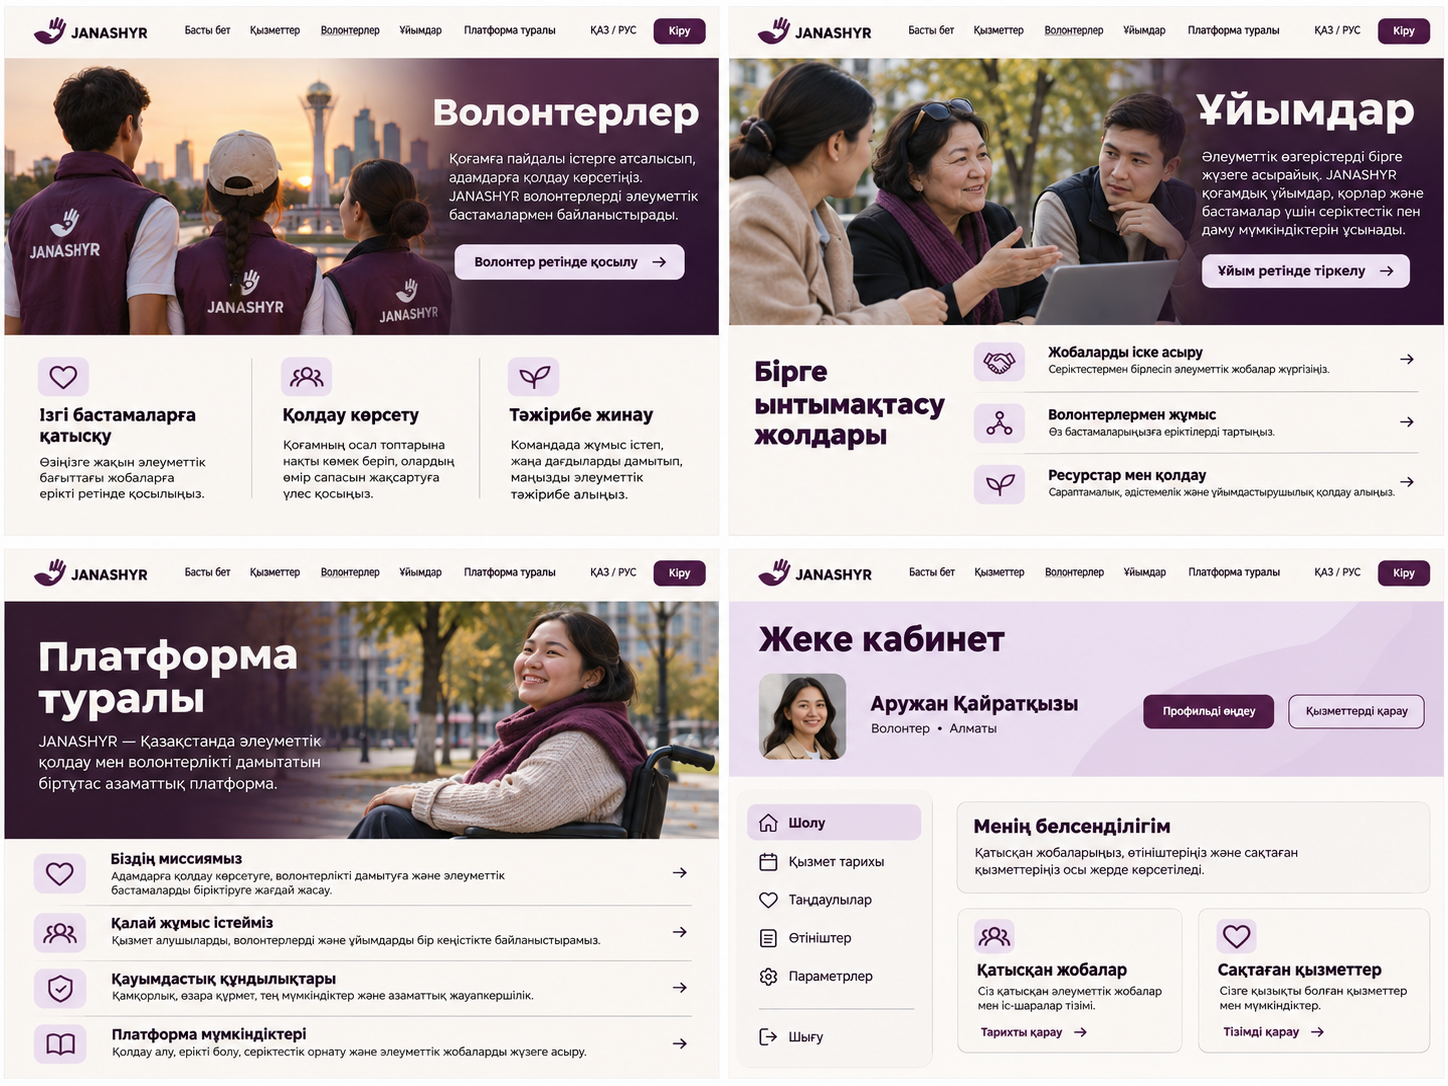 JANASHYR
Басты бет Қызметтер Волонтерлер Ұйымдар Платформа туралы ҚАЗ / РУС Кіру
Волонтерлер
Қоғамға пайдалы істерге атсалысып,
адамдарға қолдау көрсетіңіз.
JANASHYR волонтерлерді элеуметтік
бастамалармен байланыстырады.
Волонтер ретінде қосылу →
JANASHYR
JANASHYR
JANASHYR
Ізгі бастамаларға
қатысу
Өзіңізге жақын элеуметтік
бағыттағы жобаларға
ерікті ретінде қосылыңыз.
Қолдау көрсету
Қоғамның осал топтарына
нақты көмек беріп, олардың
өмір сапасын жақсартуға
үлес қосыңыз.
Тәжірибе жинау
Командада жұмыс істеп,
жаңа дағдыларды дамытып,
маңызды элеуметтік
тәжірибе алыңыз.
JANASHYR
Басты бет Қызметтер Волонтерлер Ұйымдар Платформа туралы ҚАЗ / РУС Кіру
Ұйымдар
Әлеуметтік өзгерістерді бірге
жүзеге асырайық. JANASHYR
қоғамдық ұйымдар, қорлар және
бастамалар үшін серіктестік пен
даму мүмкіндіктерін ұсынады.
Ұйым ретінде тіркелу →
Бірге
ынтымақтасу
жолдары
Жобаларды іске асыру
Серіктестермен бірлесіп элеуметтік жобалар жүргізіңіз.
Волонтерлермен жұмыс
Өз бастамаларыңызға еріктілерді тартыңыз.
Ресурстар мен қолдау
Сараптамалық, әдістемелік және ұйымдастырушылық қолдау алыңыз.
JANASHYR
Басты бет Қызметтер Волонтерлер Ұйымдар Платформа туралы ҚАЗ / РУС Кіру
Платформа
туралы
JANASHYR — Қазақстанда элеуметтік
қолдау мен волонтерлікті дамытатын
біртұтас азаматтық платформа.
Біздің миссиямыз
Адамдарға қолдау көрсетуге, волонтерлікті дамытуға және элеуметтік
бастамаларды біріктіруге жағдай жасау.
Қалай жұмыс істейміз
Қызмет алушыларды, волонтерлерді және ұйымдарды бір кеңістікте байланыстырамыз.
Қауымдастық құндылықтары
Қамқорлық, өзара құрмет, тең мүмкіндіктер және азаматтық жауапкершілік.
Платформа мүмкіндіктері
Қолдау алу, ерікті болу, серіктестік орнату және элеуметтік жобаларды жүзеге асыру.
JANASHYR
Басты бет Қызметтер Волонтерлер Ұйымдар Платформа туралы ҚАЗ / РУС Кіру
Жеке кабинет
Аружан Қайратқызы
Волонтер • Алматы
Профильді өңдеу
Қызметтерді қарау
Шолу
Қызмет тарихы
Таңдаулылар
Өтініштер
Параметрлер
Шығу
Менің белсенділігім
Қатысқан жобаларыңыз, өтініштеріңіз және сақтаған
қызметтеріңіз осы жерде көрсетіледі.
Қатысқан жобалар
Сіз қатысқан әлеуметтік жобалар
мен іс-шаралар тізімі.
Тарихты қарау →
Сақтаған қызметтер
Сізге қызықты болған қызметтер
мен мүмкіндіктер.
Тізімді қарау →